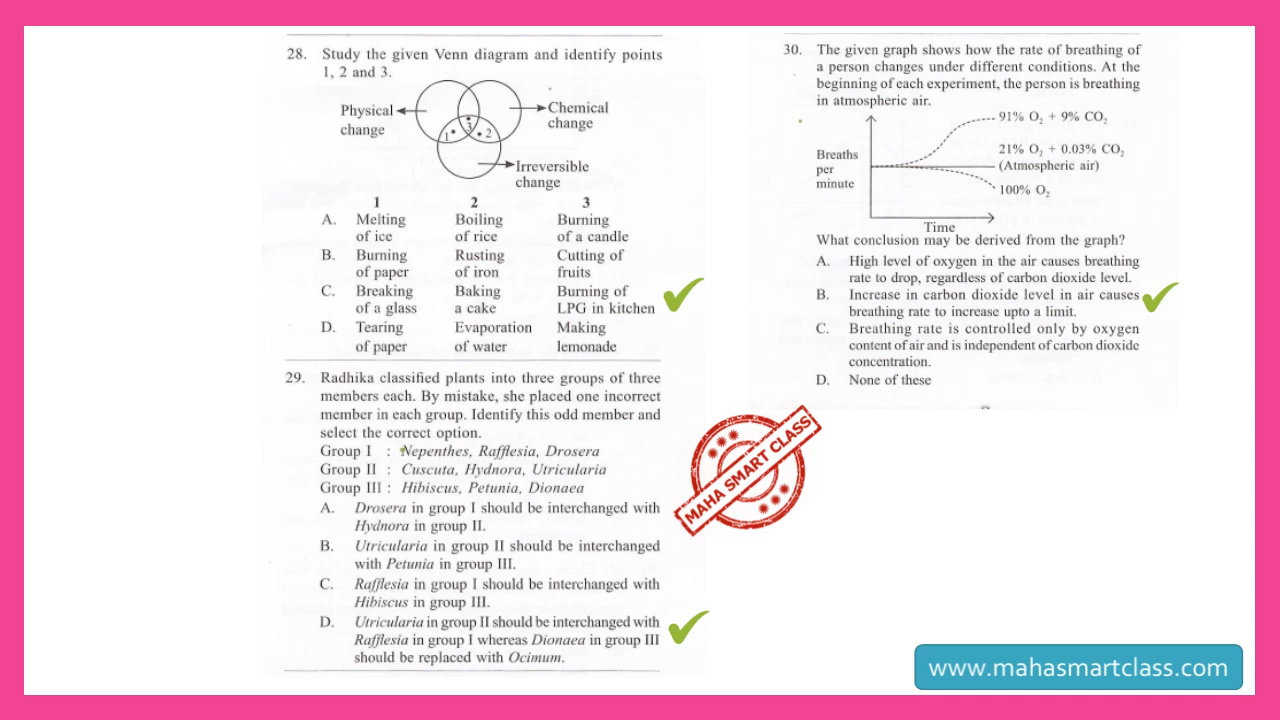 28. Study the given Venn diagram and identify points
1, 2 and 3.
Physical
change
Chemical
change
1
3
2
Irreversible
change
1 2 3
A. Melting Boiling Burning
of ice of rice of a candle
B. Burning Rusting Cutting of
of paper of iron fruits
C. Breaking Baking Burning of
of a glass a cake LPG in kitchen
D. Tearing Evaporation Making
of paper of water lemonade
29. Radhika classified plants into three groups of three
members each. By mistake, she placed one incorrect
member in each group. Identify this odd member and
select the correct option.
Group I : Nepenthes, Rafflesia, Drosera
Group II : Cuscuta, Hydnora, Utricularia
Group III : Hibiscus, Petunia, Dionaea
A. Drosera in group I should be interchanged with
Hydnora in group II.
B. Utricularia in group II should be interchanged
with Petunia in group III.
C. Rafflesia in group I should be interchanged with
Hibiscus in group III.
D. Utricularia in group II should be interchanged with
Rafflesia in group I whereas Dionaea in group III
should be replaced with Ocimum.
30. The given graph shows how the rate of breathing of
a person changes under different conditions. At the
beginning of each experiment, the person is breathing
in atmospheric air.
91% O₂ + 9% CO₂
21% O₂ + 0.03% CO₂
(Atmospheric air)
100% O₂
Breaths
per
minute
Time
What conclusion may be derived from the graph?
A. High level of oxygen in the air causes breathing
rate to drop, regardless of carbon dioxide level.
B. Increase in carbon dioxide level in air causes
breathing rate to increase upto a limit.
C. Breathing rate is controlled only by oxygen
content of air and is independent of carbon dioxide
concentration.
D. None of these
MAHA SMART CLASS
www.mahasmartclass.com